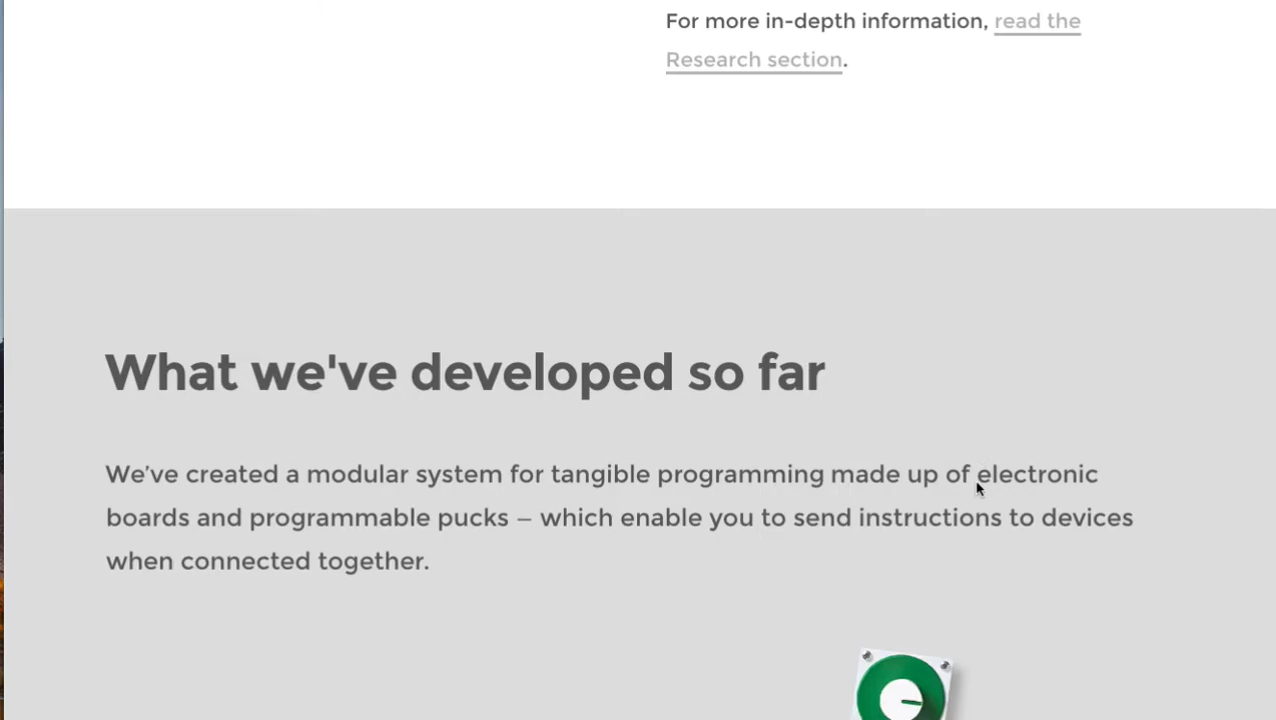 For more in-depth information, read the
Research section.
What we've developed so far
We’ve created a modular system for tangible programming made up of electronic
boards and programmable pucks – which enable you to send instructions to devices
when connected together.